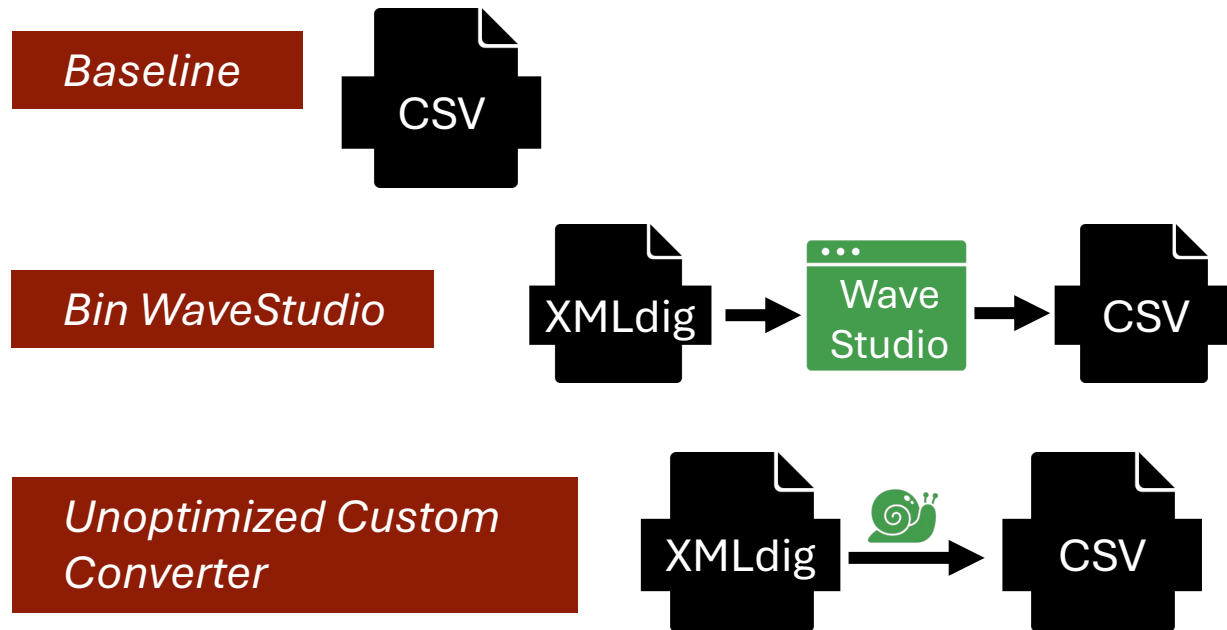 Baseline
CSV
Bin WaveStudio
XMLdig
Wave
Studio
CSV
Unoptimized Custom
Converter
XMLdig
CSV